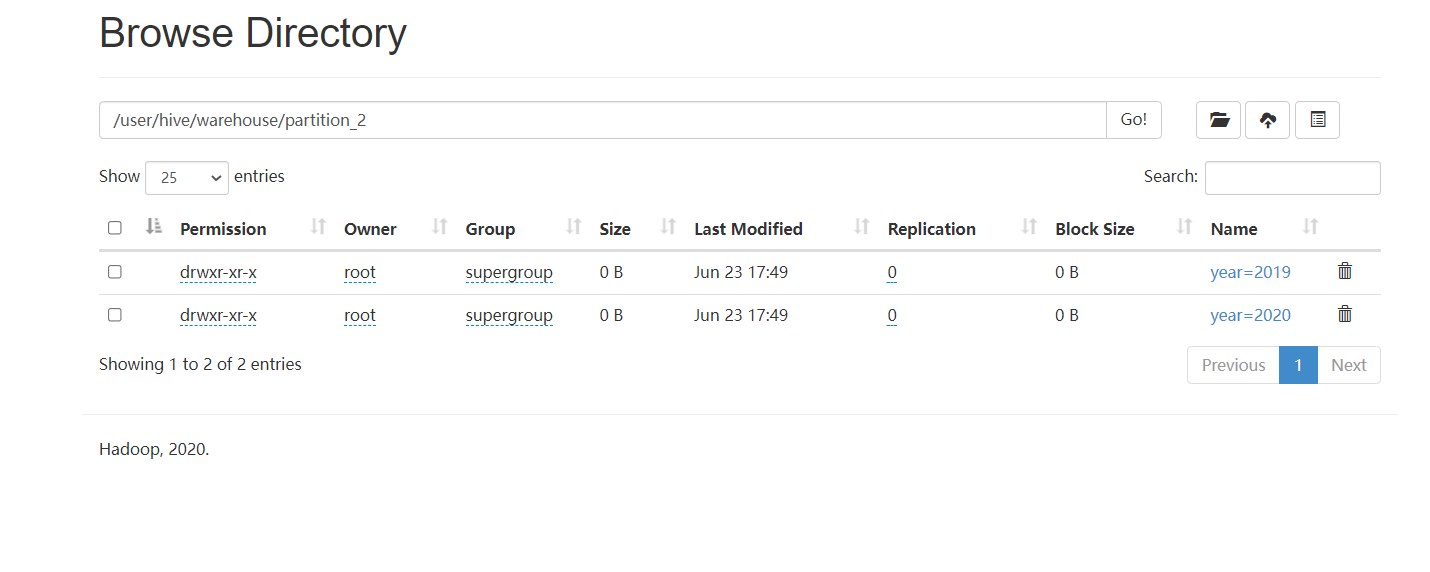 Browse Directory
/user/hive/warehouse/partition_2 Go!
Show 25 entries Search:
Permission Owner Group Size Last Modified Replication Block Size Name
drwxr-xr-x root supergroup 0 B Jun 23 17:49 0 0 B year=2019
drwxr-xr-x root supergroup 0 B Jun 23 17:49 0 0 B year=2020
Showing 1 to 2 of 2 entries Previous 1 Next
Hadoop, 2020.